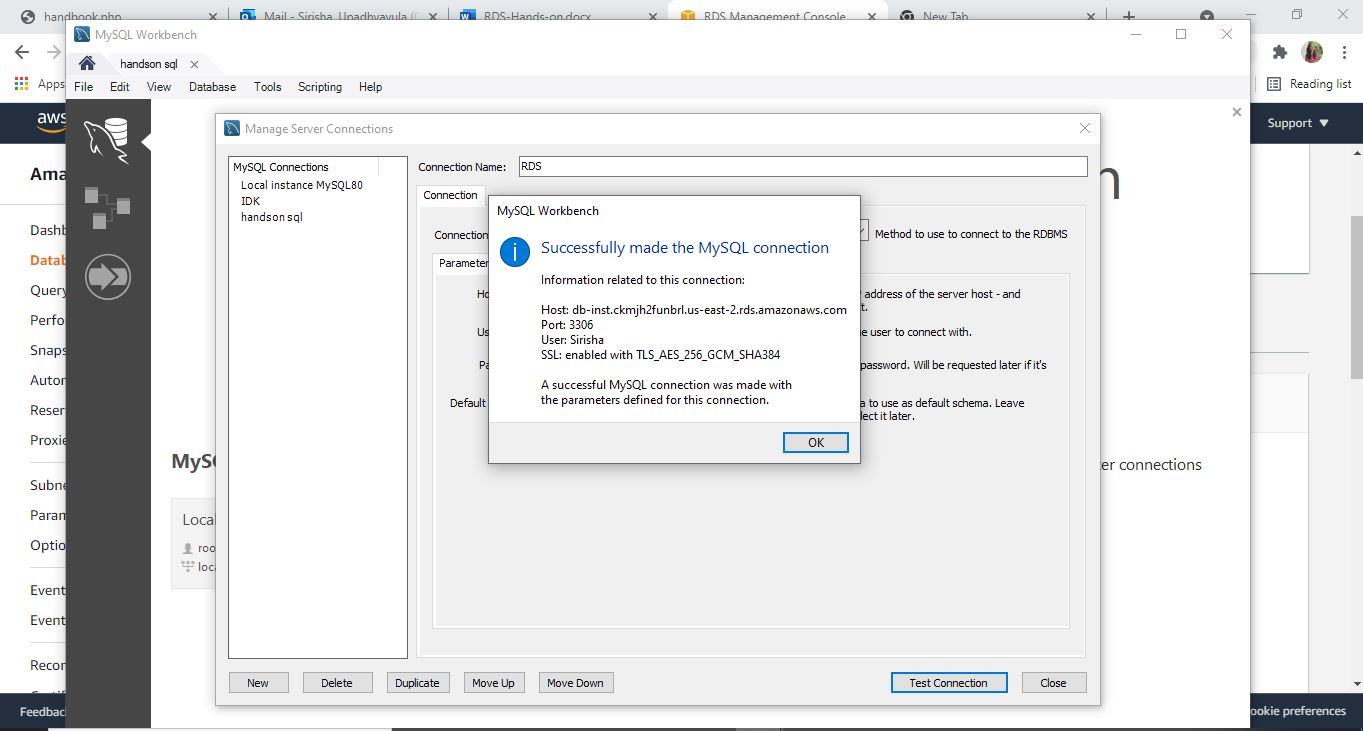 handbook.php
Mail - Sirisha, Upadhyayula (
RDS-Hands-on.docx
RDS Management Console
New Tab
MySQL Workbench
handson sql
File Edit View Database Tools Scripting Help
Apps
Reading list
aws
Support
Manage Server Connections
MySQL Connections
Local instance MySQL80
IDK
handson sql
Connection Name: RDS
Connection
Connection
Method to use to connect to the RDBMS
Parameter
address of the server host - and
t.
e user to connect with.
password. Will be requested later if it's
Default
a to use as default schema. Leave
lect it later.
MySQL Workbench
Successfully made the MySQL connection
Information related to this connection:
Host: db-inst.ckmjh2funbrl.us-east-2.rds.amazonaws.com
Port: 3306
User: Sirisha
SSL: enabled with TLS_AES_256_GCM_SHA384
A successful MySQL connection was made with
the parameters defined for this connection.
OK
New Delete Duplicate Move Up Move Down Test Connection Close
Ama
Dashb
Datab
Query
Perfo
Snaps
Autor
Reser
Proxie
Subne
Param
Optio
Event
Event
Recor
MySQ
Local
roo
loca
er connections
n
Feedbac
ookie preferences